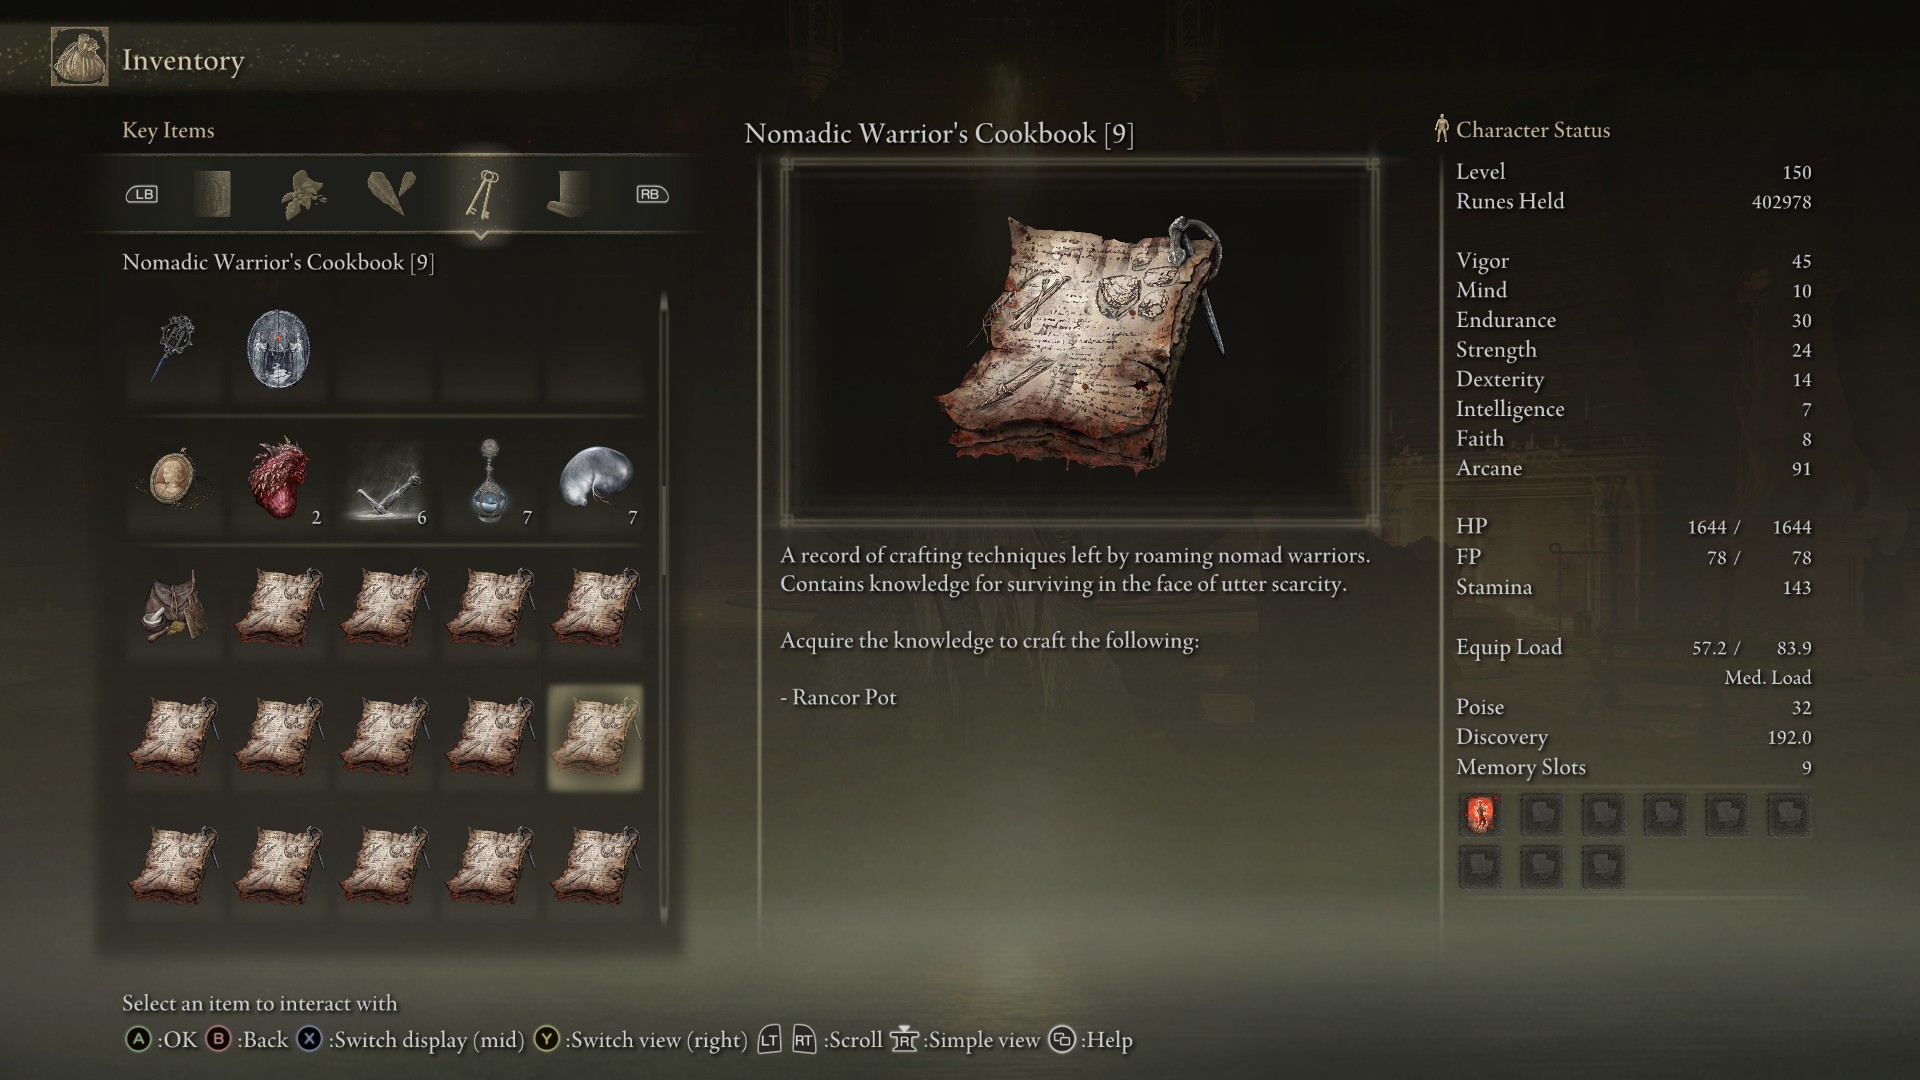 Inventory
Key Items
LB
RB
Nomadic Warrior's Cookbook [9]
2
6
7
7
Nomadic Warrior's Cookbook [9]
A record of crafting techniques left by roaming nomad warriors.
Contains knowledge for surviving in the face of utter scarcity.
Acquire the knowledge to craft the following:
- Rancor Pot
Character Status
Level 150
Runes Held 402978
Vigor 45
Mind 10
Endurance 30
Strength 24
Dexterity 14
Intelligence 7
Faith 8
Arcane 91
HP 1644 / 1644
FP 78 / 78
Stamina 143
Equip Load 57.2 / 83.9
Med. Load
Poise 32
Discovery 192.0
Memory Slots 9
Select an item to interact with
A :OK B :Back X :Switch display (mid) Y :Switch view (right) LT RT :Scroll R :Simple view :Help